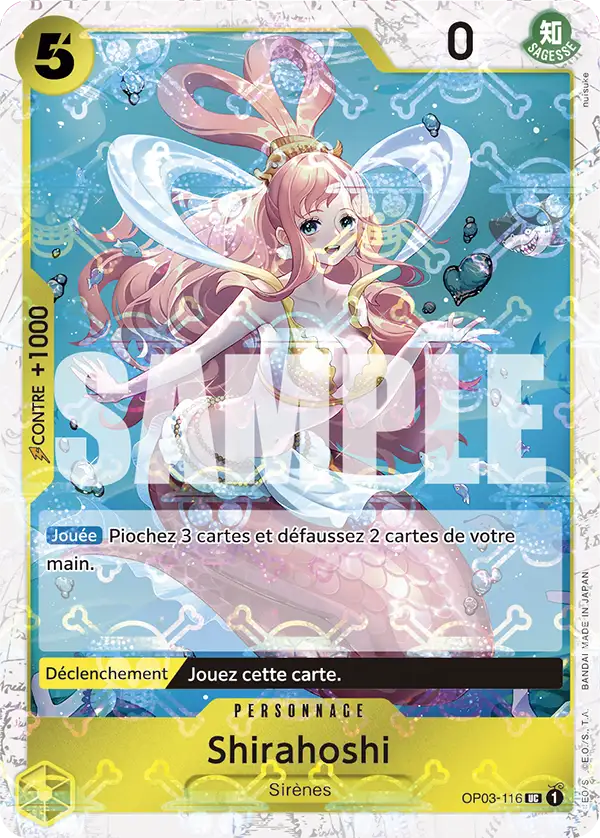 5
0
知
SAGESSE
nuisuke
CONTRE +1000
SAMPLE
Jouée Piochez 3 cartes et défaussez 2 cartes de votre
main.
Déclenchement Jouez cette carte.
PERSONNAGE
Shirahoshi
Sirènes
OP03-116 UC 1
©E.O./S. ©E.O./S., T.A. BANDAI MADE IN JAPAN